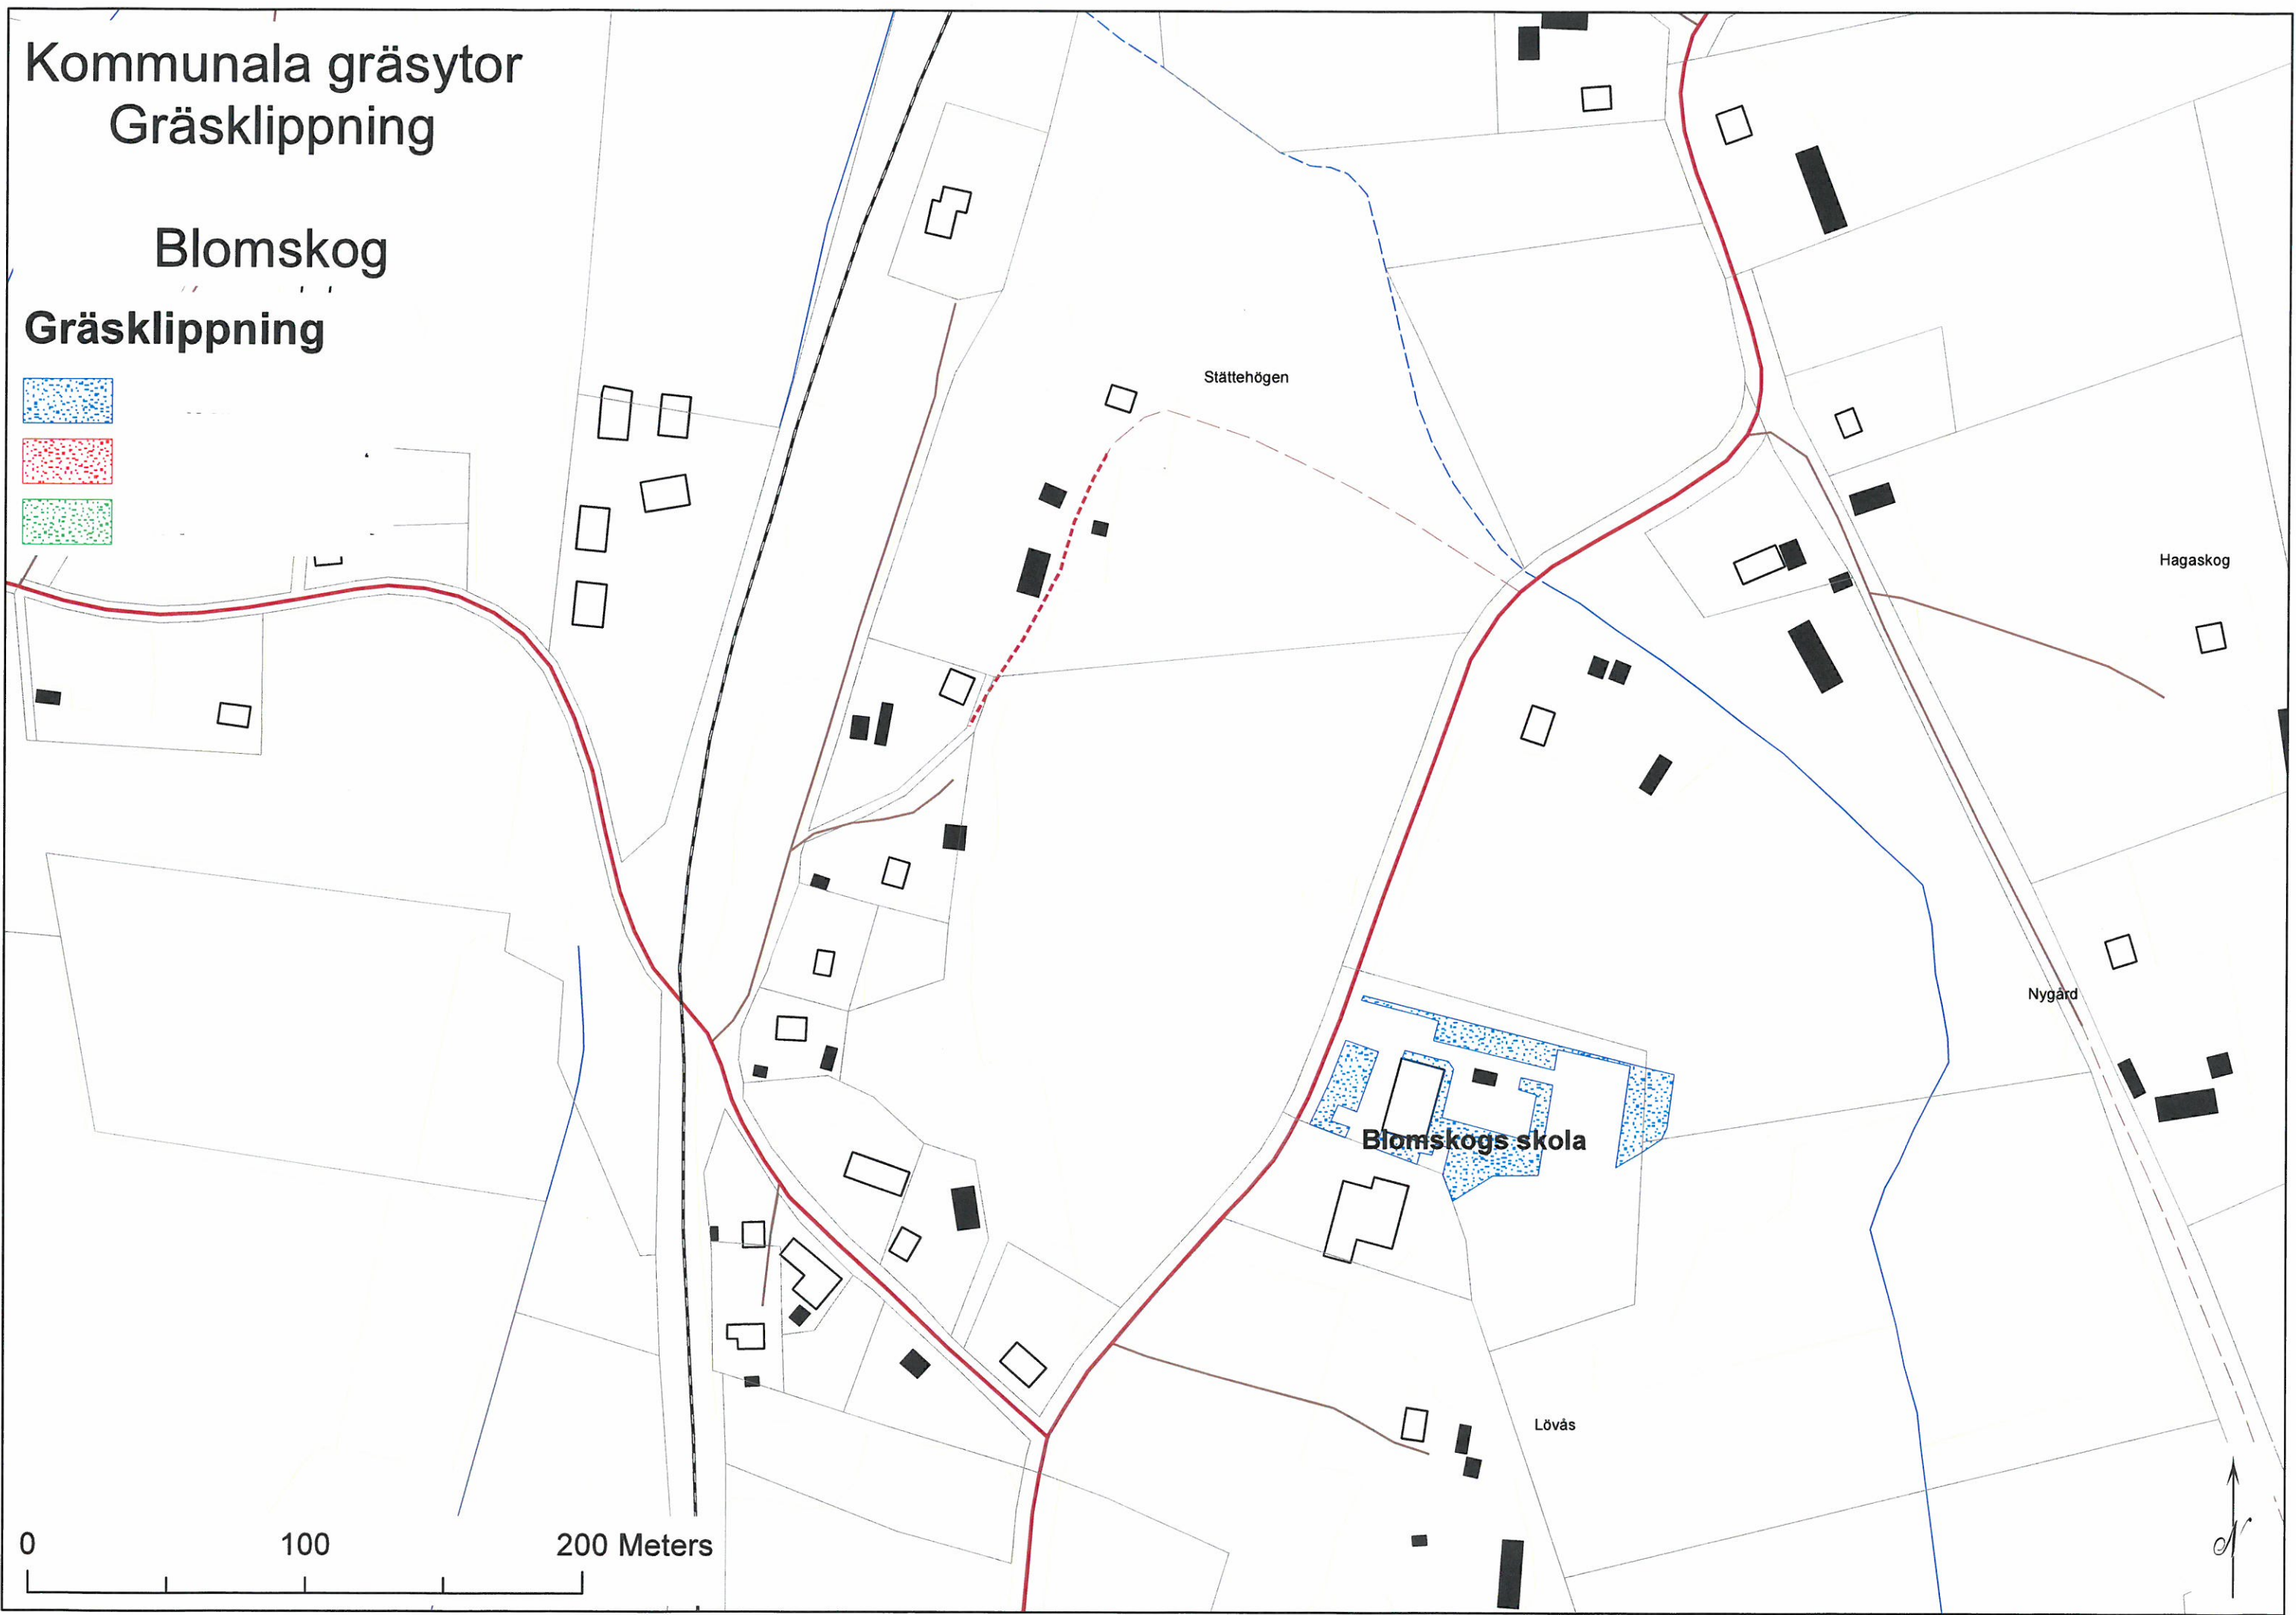 Kommunala gräsytor
Gräsklippning
Blomskog
Gräsklippning
Stättehögen
Hagaskog
Nygård
Blomskogs skola
Lövås
0 100 200 Meters
N